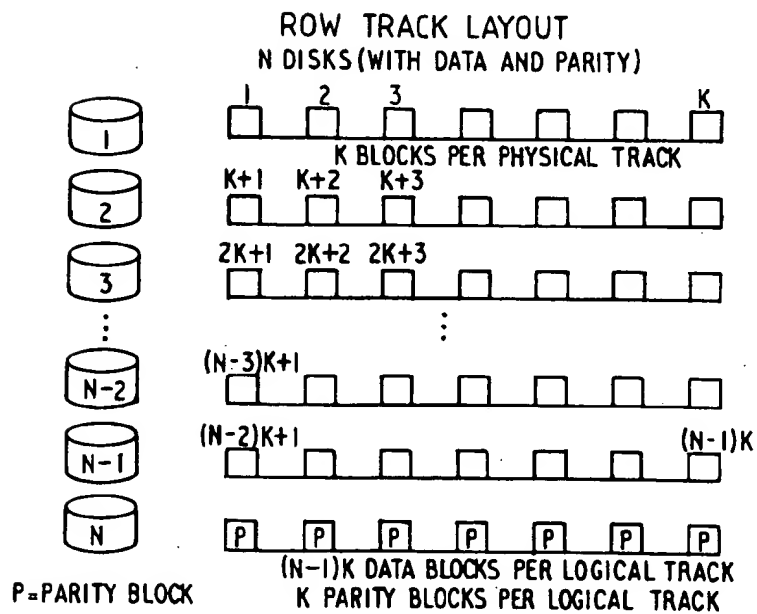 ROW TRACK LAYOUT
N DISKS (WITH DATA AND PARITY)
1 1 2 3 K
K BLOCKS PER PHYSICAL TRACK
K+1 K+2 K+3
2
2K+1 2K+2 2K+3
3
(N-3)K+1
N-2
(N-2)K+1 (N-1)K
N-1
N P P P P P P P
(N-1)K DATA BLOCKS PER LOGICAL TRACK
P=PARITY BLOCK K PARITY BLOCKS PER LOGICAL TRACK